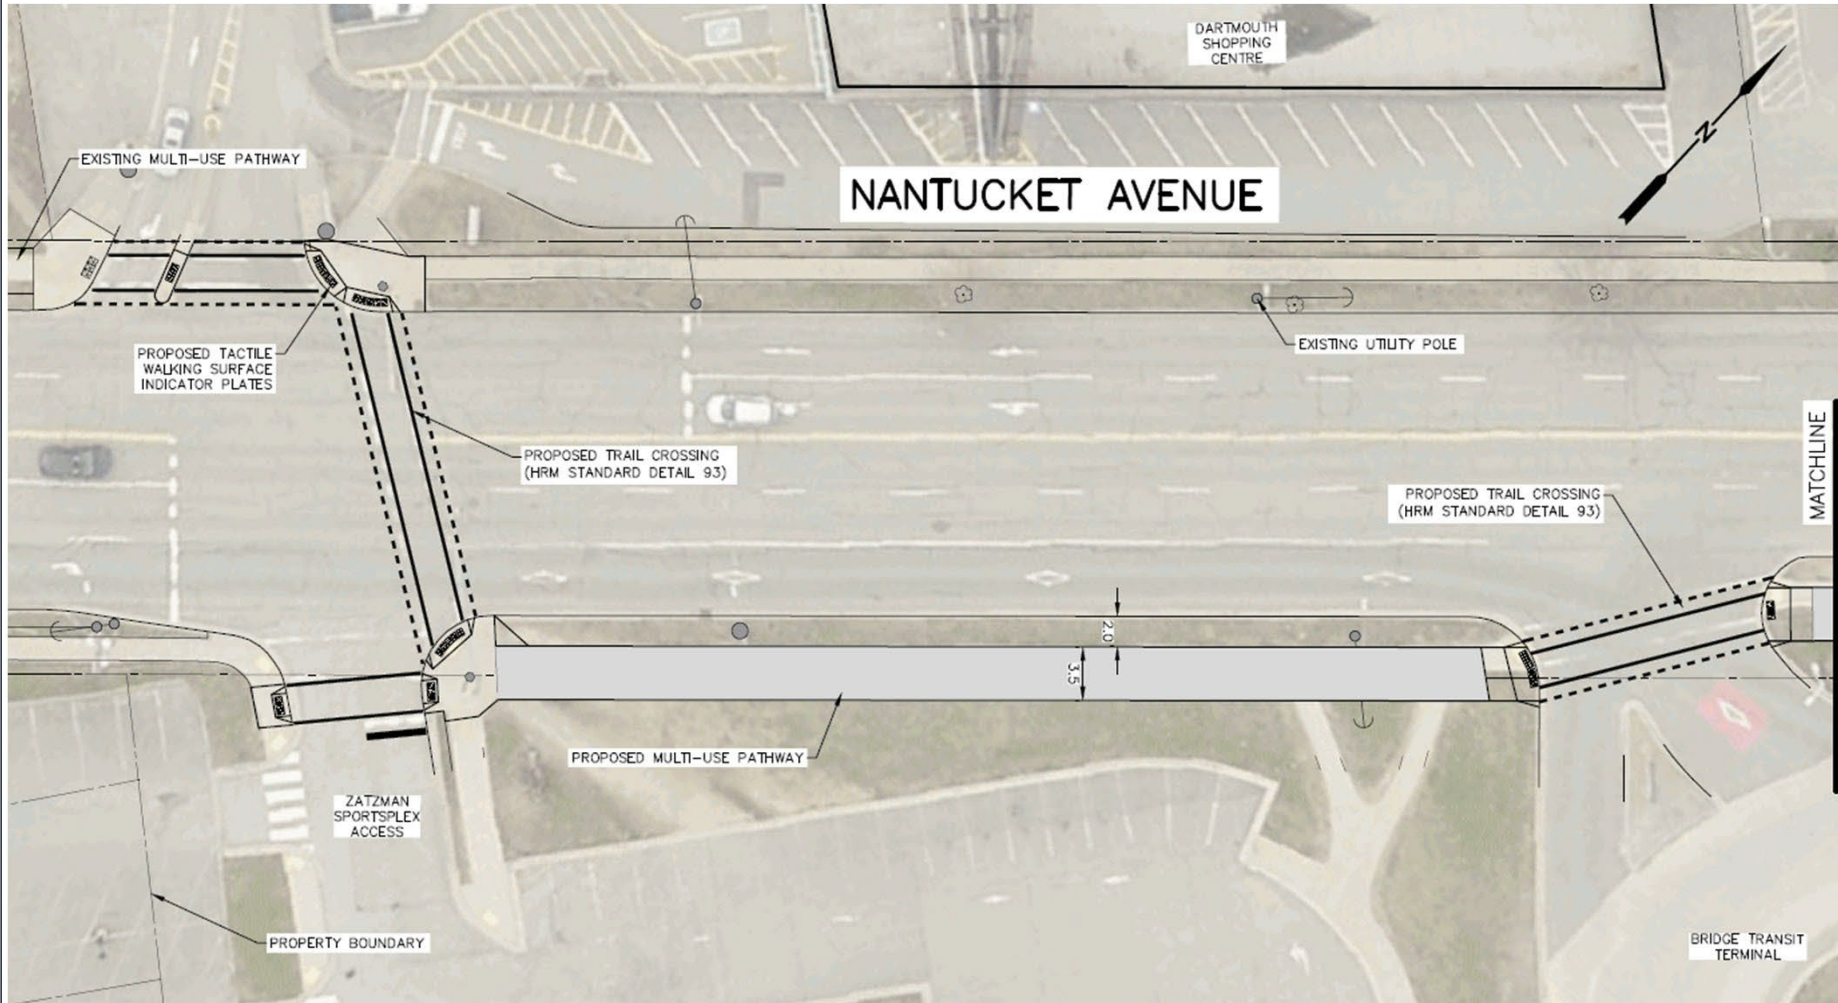 DARTMOUTH
SHOPPING
CENTRE
N
EXISTING MULTI-USE PATHWAY
NANTUCKET AVENUE
PROPOSED TACTILE
WALKING SURFACE
INDICATOR PLATES
EXISTING UTILITY POLE
PROPOSED TRAIL CROSSING
(HRM STANDARD DETAIL 93)
PROPOSED TRAIL CROSSING
(HRM STANDARD DETAIL 93)
MATCHLINE
2.0
3.5
PROPOSED MULTI-USE PATHWAY
ZATZMAN
SPORTSPLEX
ACCESS
PROPERTY BOUNDARY
BRIDGE TRANSIT
TERMINAL